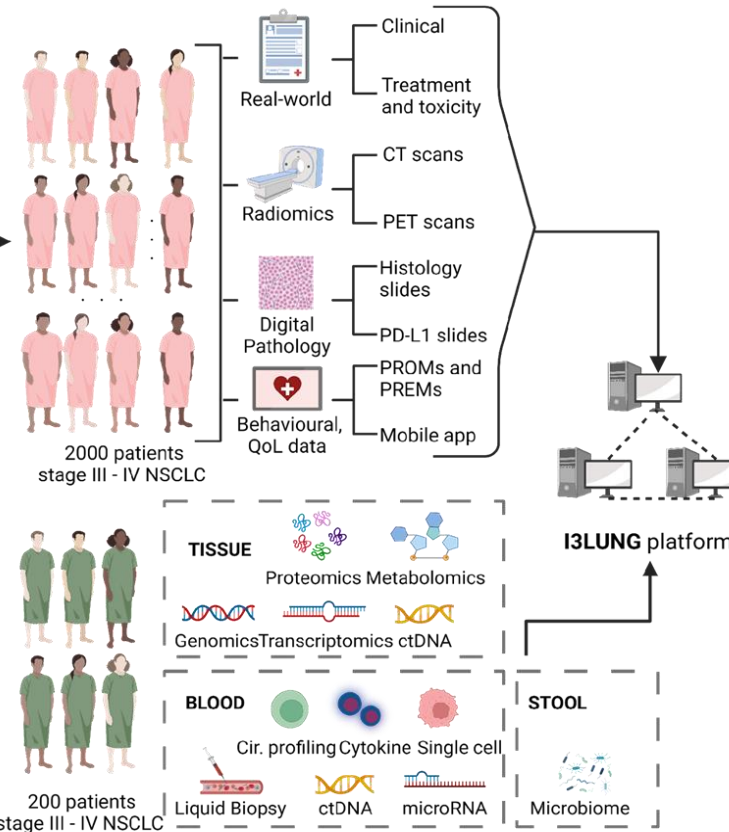 Real-world
Clinical
Treatment
and toxicity
Radiomics
CT scans
PET scans
Digital
Pathology
Histology
slides
PD-L1 slides
Behavioural,
QoL data
PROMs and
PREMs
Mobile app
2000 patients
stage III - IV NSCLC
I3LUNG platform
TISSUE
Proteomics
Metabolomics
Genomics
Transcriptomics
ctDNA
BLOOD
Cir. profiling
Cytokine
Single cell
Liquid Biopsy
ctDNA
microRNA
STOOL
Microbiome
200 patients
stage III - IV NSCLC